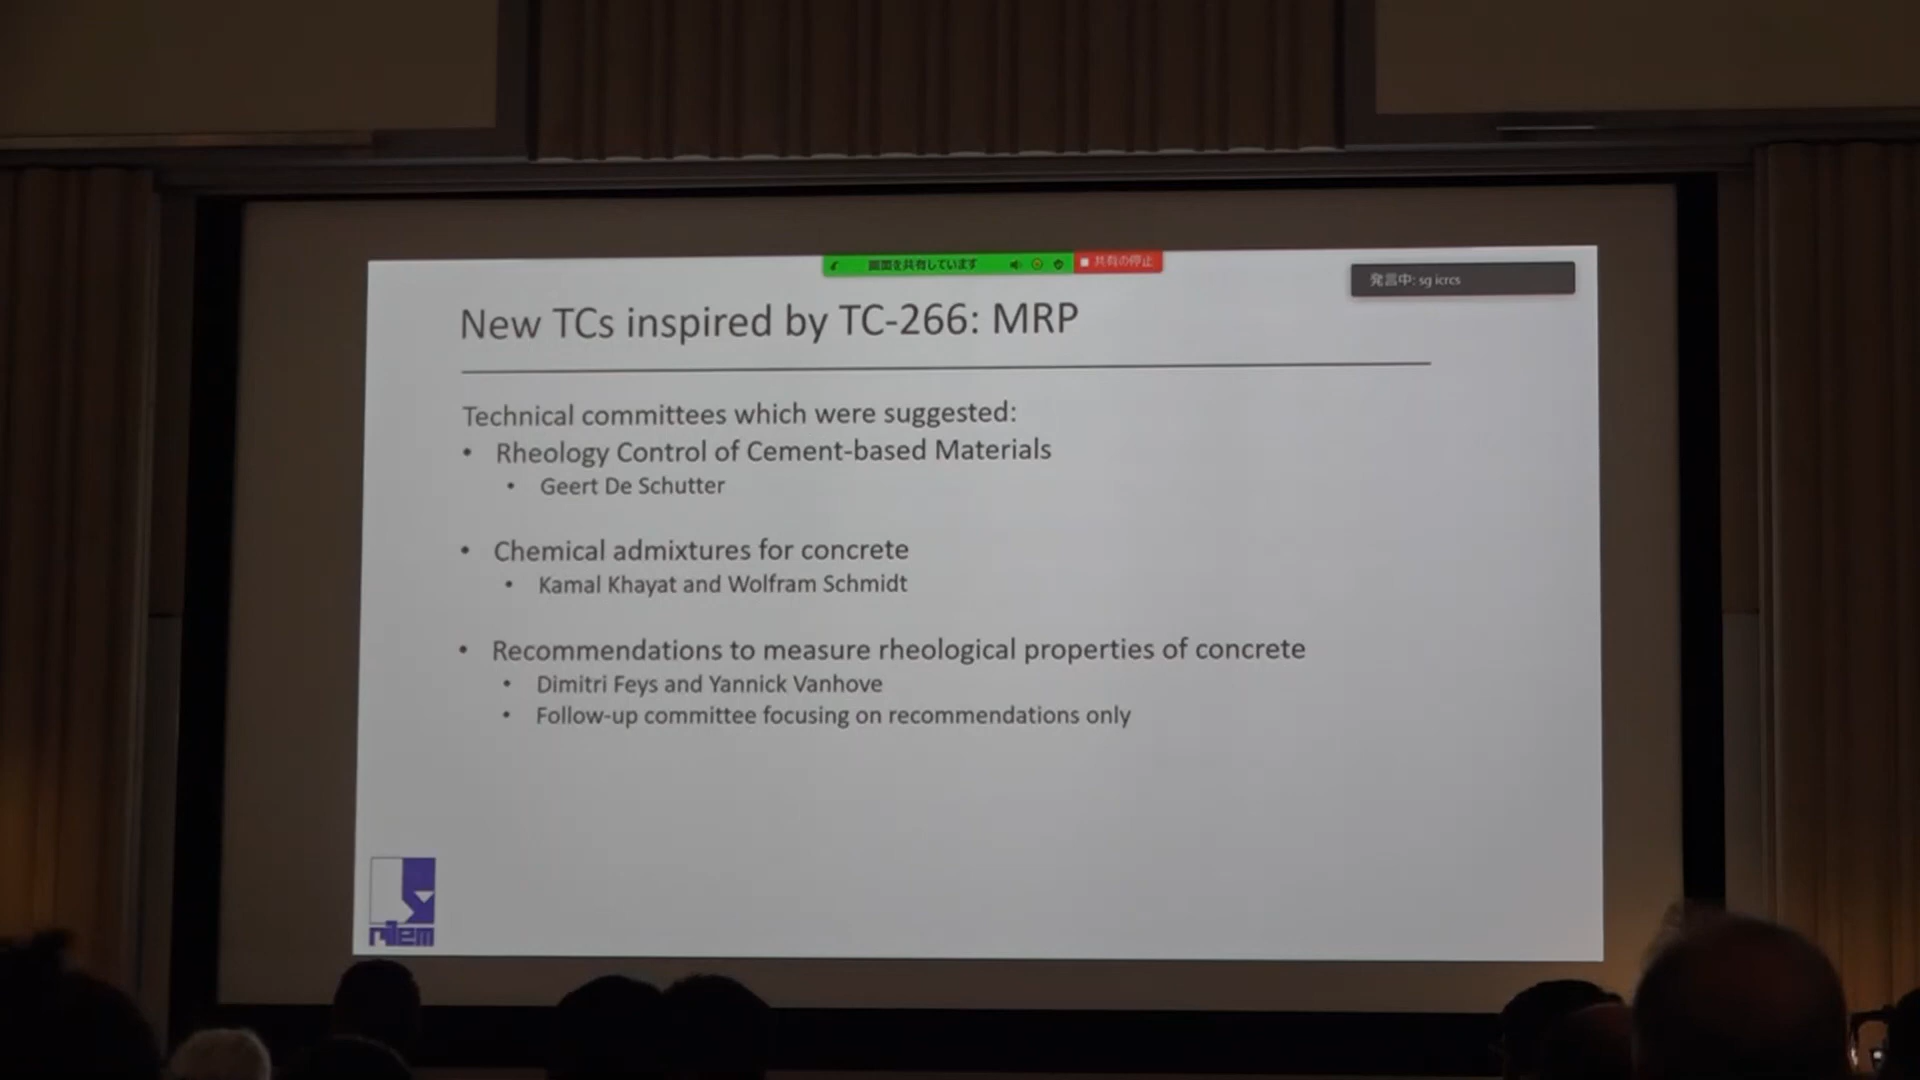 画面を共有しています
共有の停止
発言中: sg icrcs
New TCs inspired by TC-266: MRP
Technical committees which were suggested:
• Rheology Control of Cement-based Materials
• Geert De Schutter
• Chemical admixtures for concrete
• Kamal Khayat and Wolfram Schmidt
• Recommendations to measure rheological properties of concrete
• Dimitri Feys and Yannick Vanhove
• Follow-up committee focusing on recommendations only
rilem